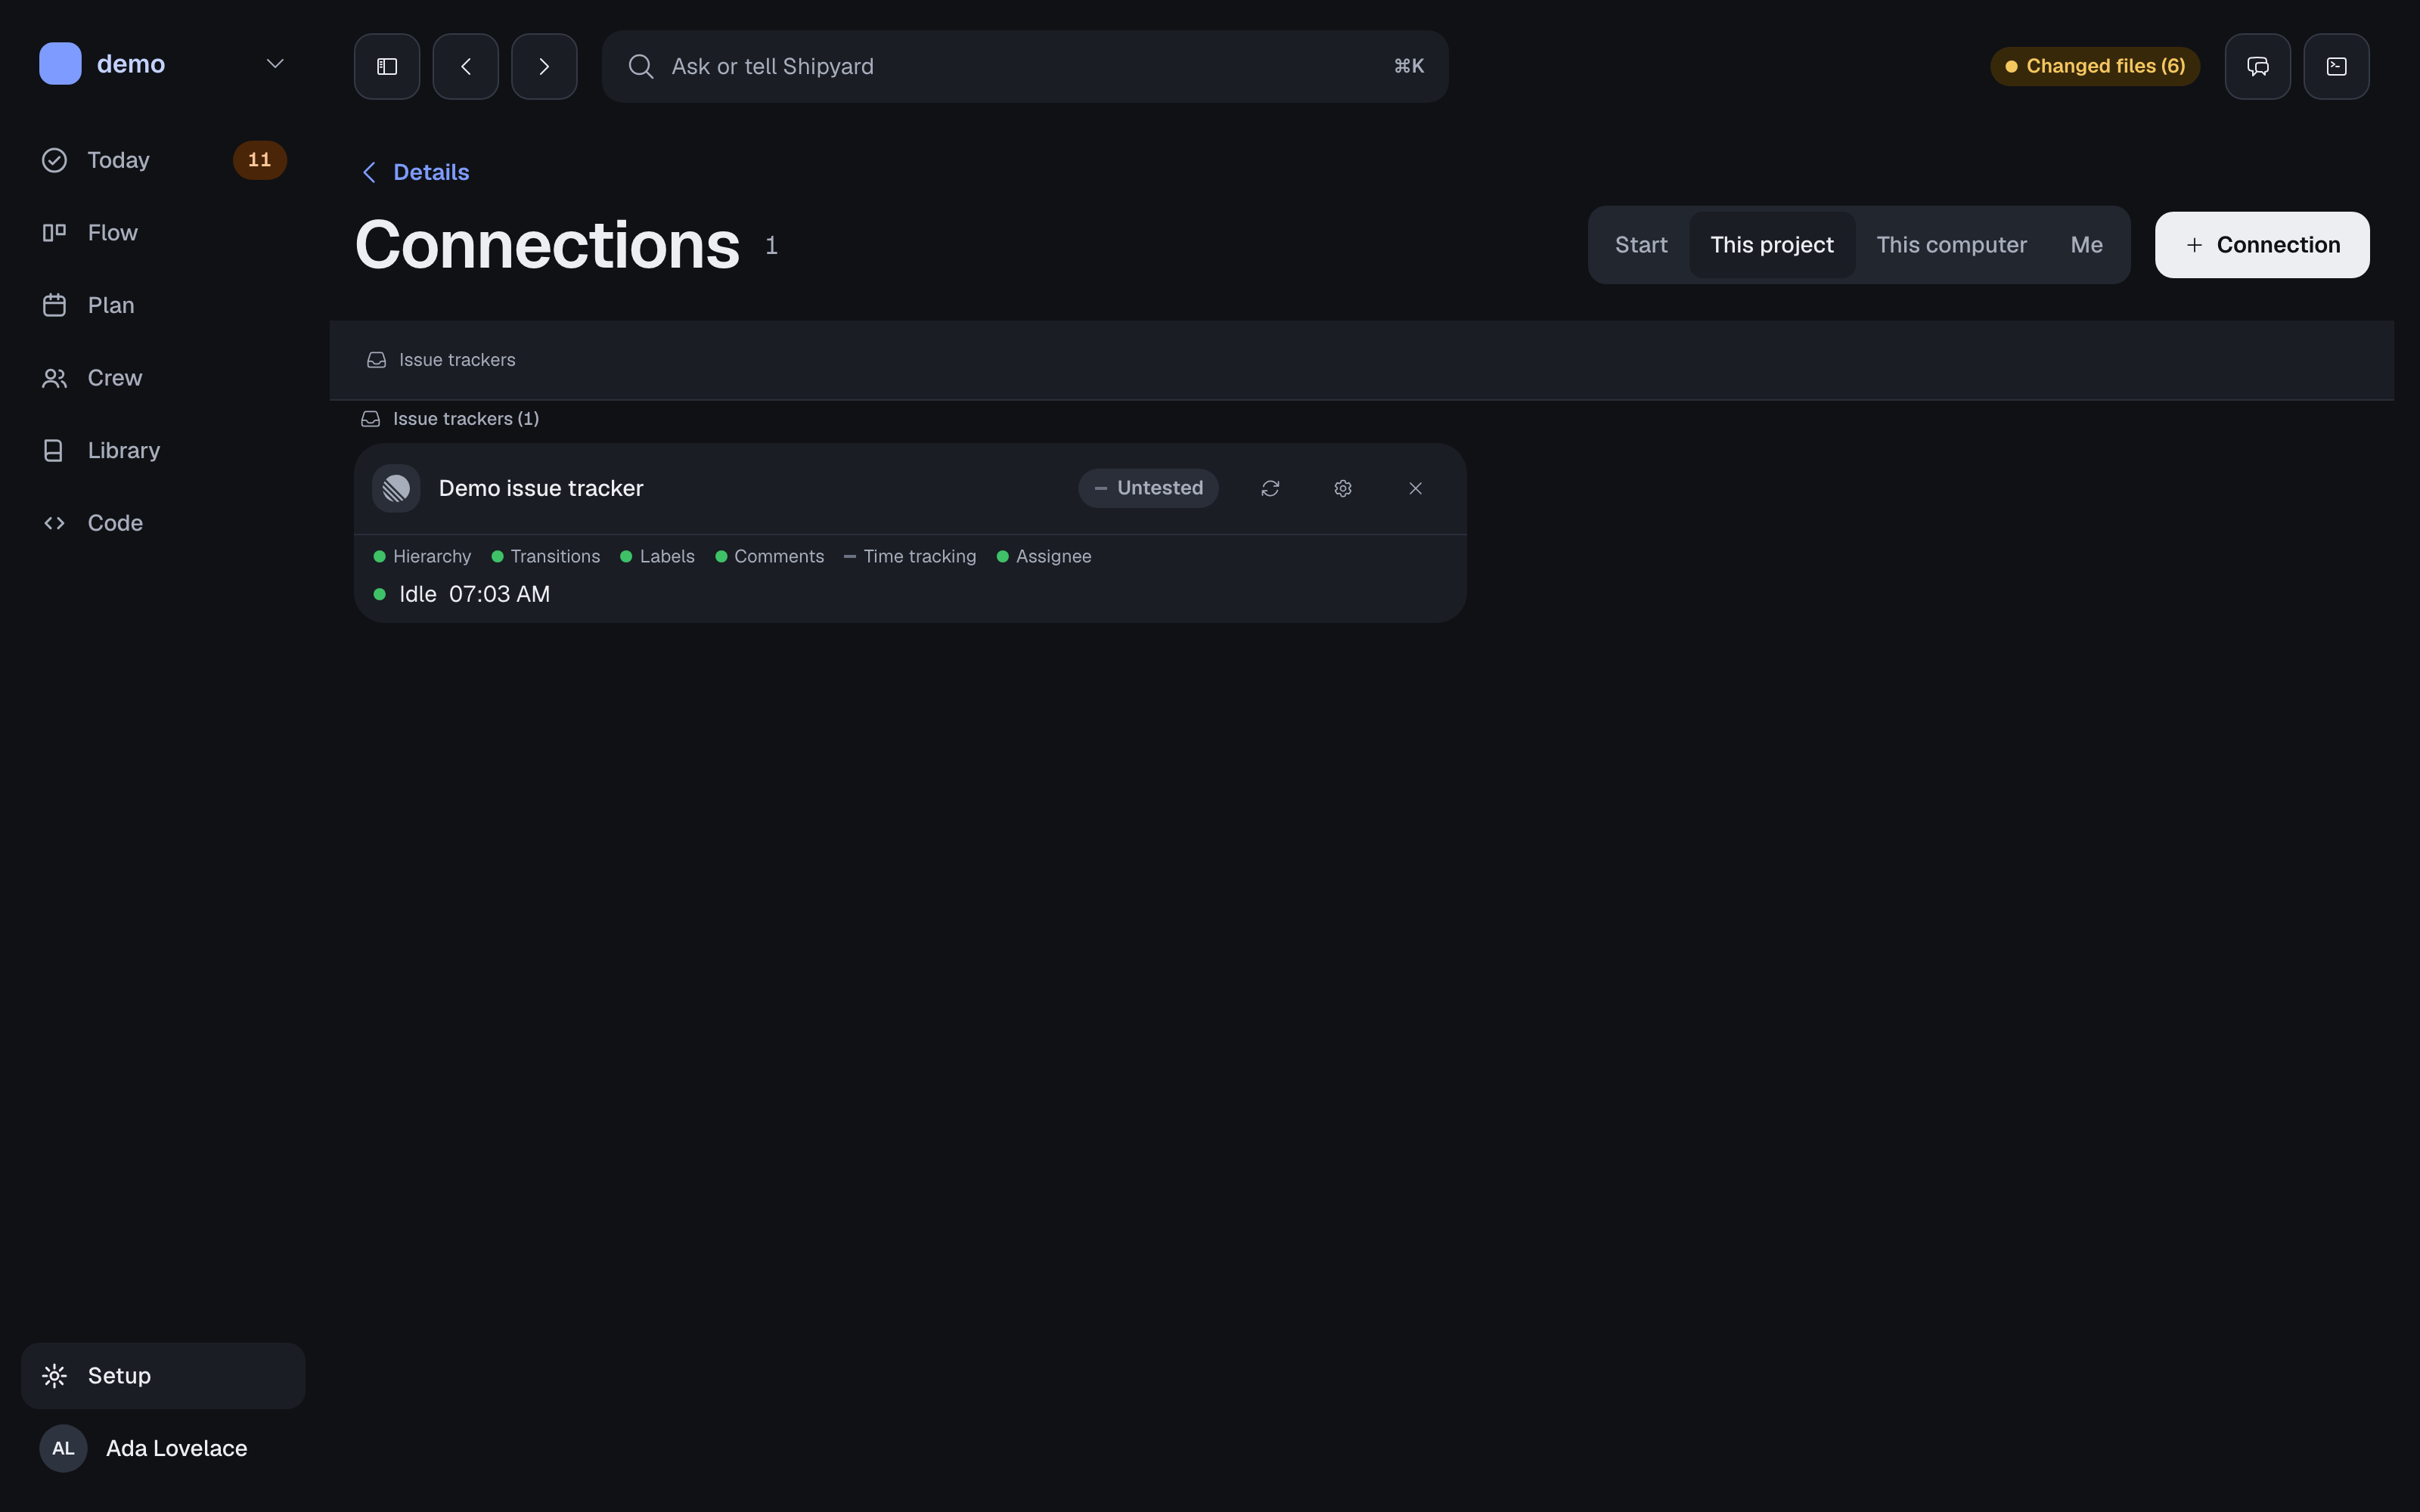 demo
Ask or tell Shipyard
⌘K
Changed files (6)
Today
11
Flow
Plan
Crew
Library
Code
Details
Connections 1
Start
This project
This computer
Me
+ Connection
Issue trackers
Issue trackers (1)
Demo issue tracker
Untested
Hierarchy
Transitions
Labels
Comments
Time tracking
Assignee
Idle 07:03 AM
Setup
AL
Ada Lovelace